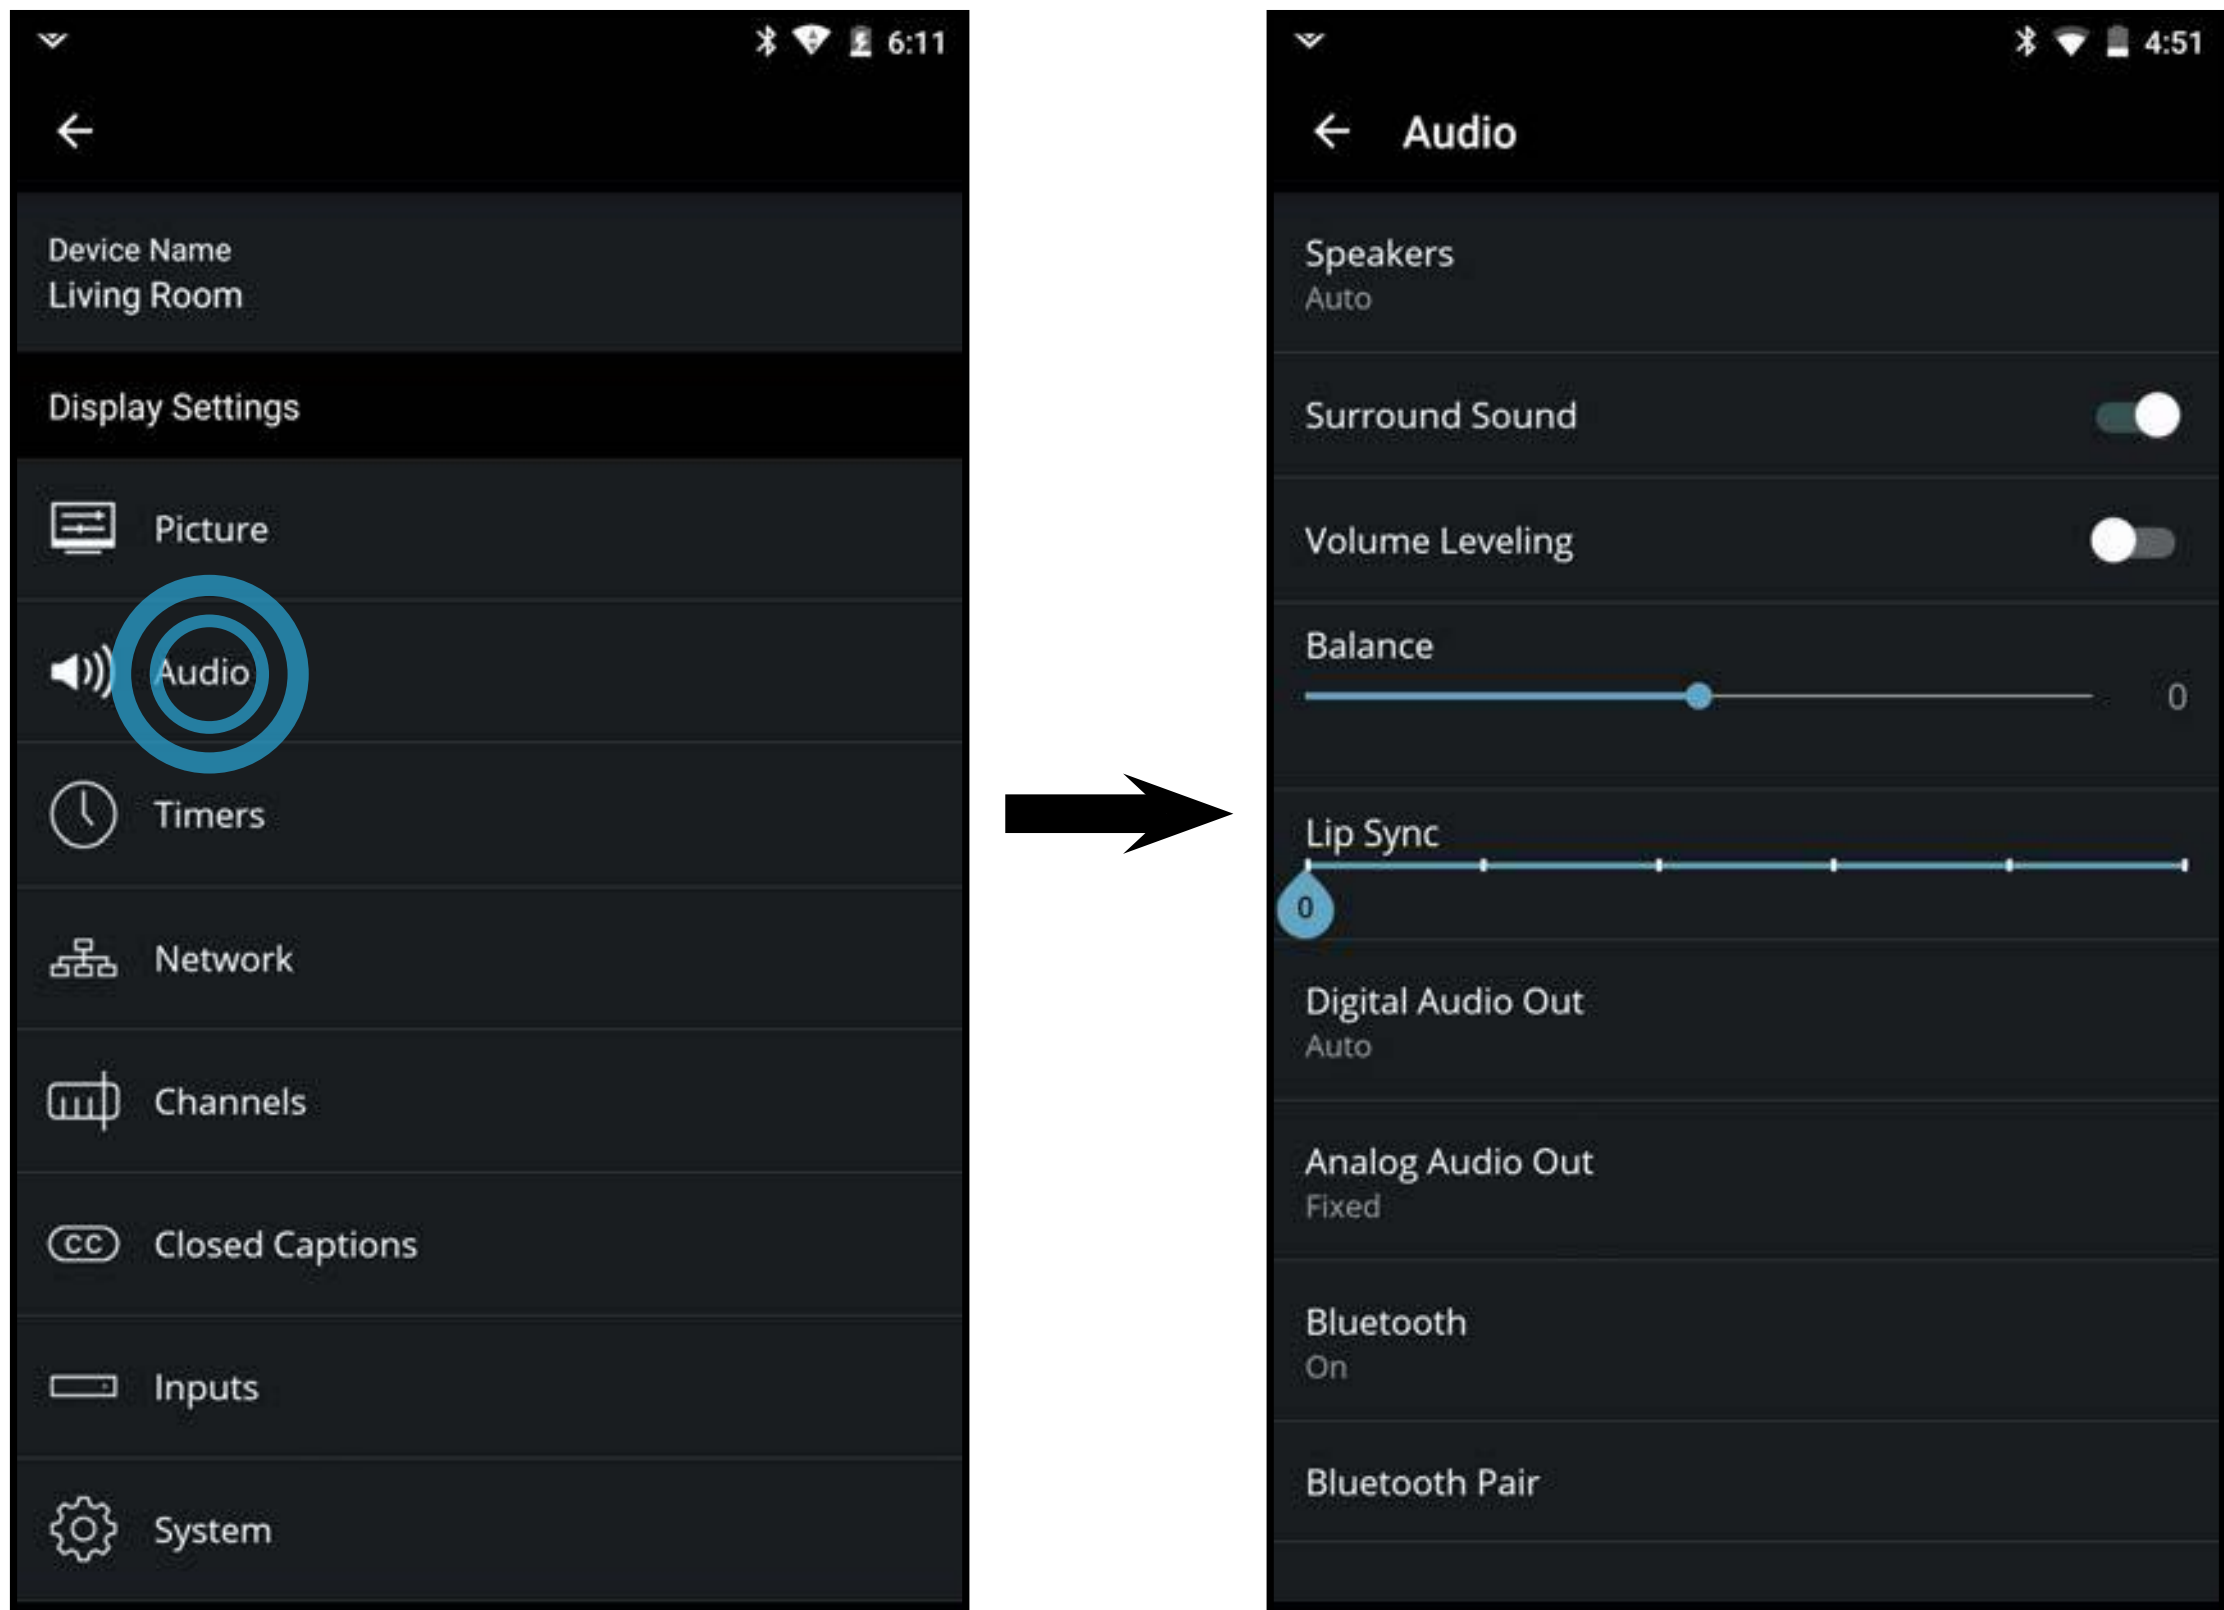 6:11
Device Name
Living Room
Display Settings
Picture
Audio
Timers
Network
Channels
CC Closed Captions
Inputs
System
4:51
Audio
Speakers
Auto
Surround Sound
Volume Leveling
Balance
0
Lip Sync
0
Digital Audio Out
Auto
Analog Audio Out
Fixed
Bluetooth
On
Bluetooth Pair